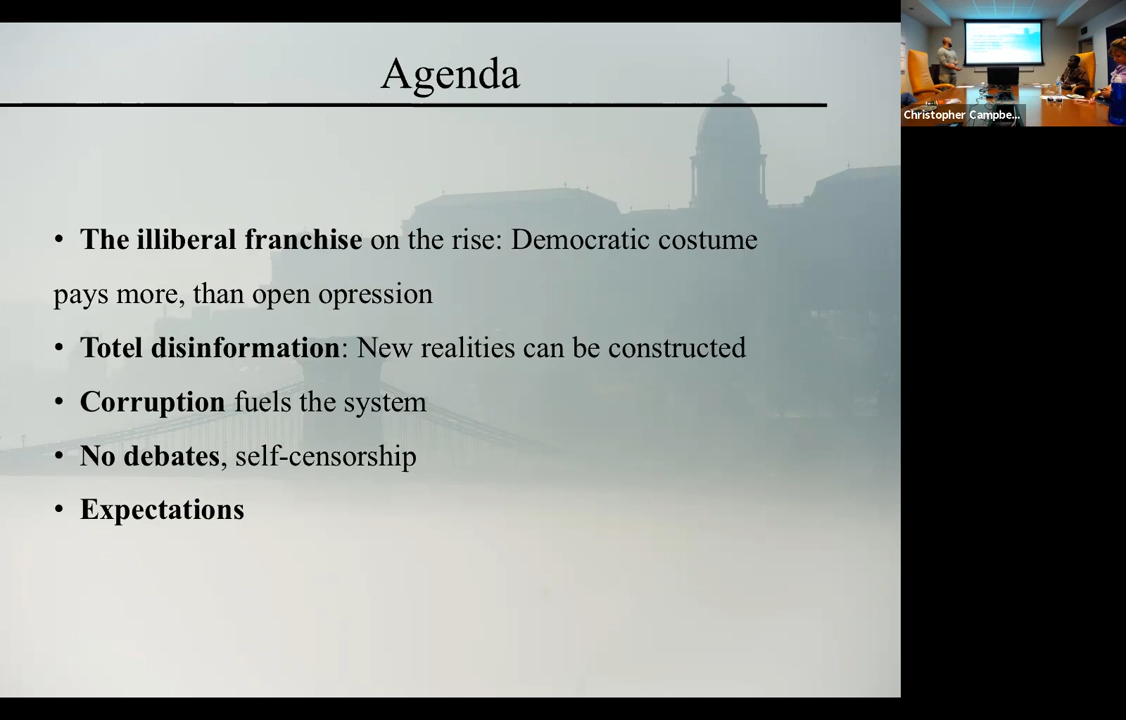 Agenda
• The illiberal franchise on the rise: Democratic costume
pays more, than open opression
• Totel disinformation: New realities can be constructed
• Corruption fuels the system
• No debates, self-censorship
• Expectations
Christopher Campbe...